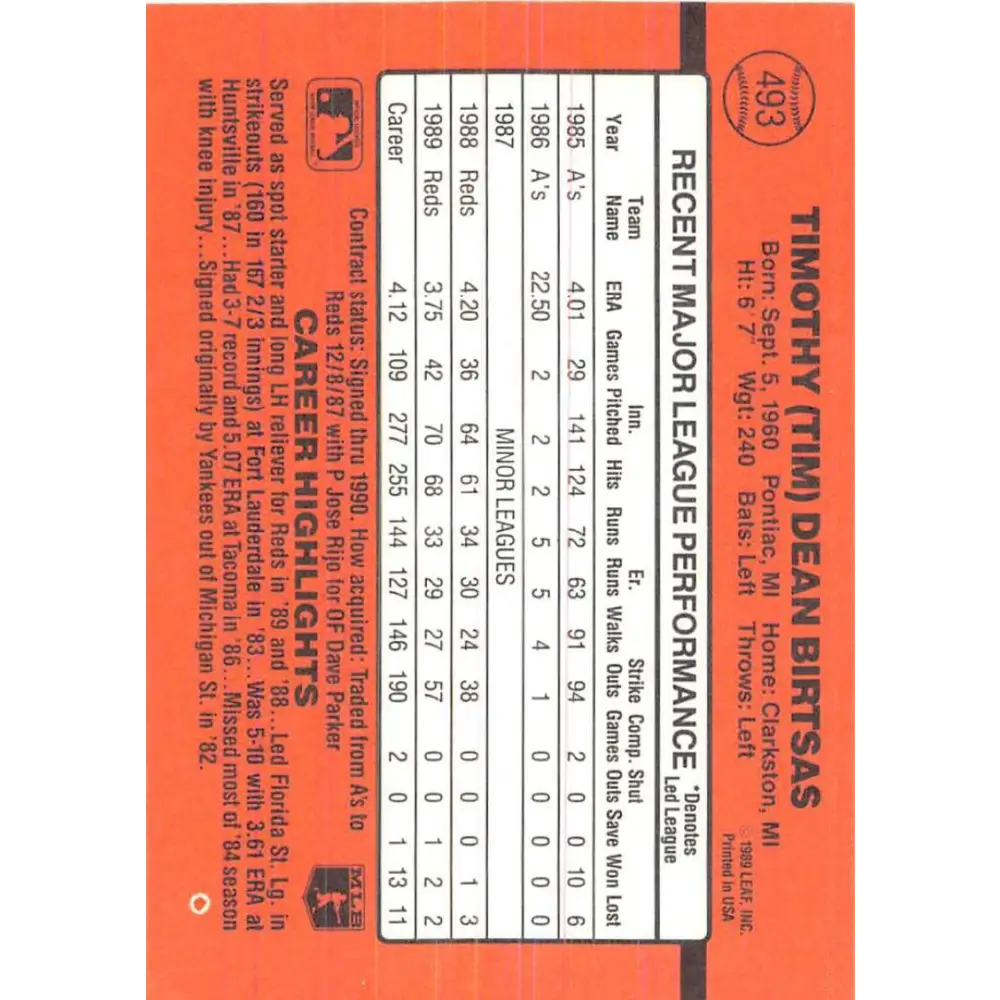 493
TIMOTHY (TIM) DEAN BIRTSAS
Born: Sept. 5, 1960 Pontiac, MI Home: Clarkston, MI
Ht: 6' 7" Wgt: 240 Bats: Left Throws: Left
© 1989 LEAF, INC.
Printed in USA
RECENT MAJOR LEAGUE PERFORMANCE *Denotes Led League
Year Team Name ERA Games Inn. Pitched Hits Runs Er. Runs Walks Strike Outs Comp. Games Shut Outs Save Won Lost
1985 A's 4.01 29 141 124 72 63 91 94 2 0 0 10 6
1986 A's 22.50 2 2 2 5 5 4 1 0 0 0 0 0
1987 MINOR LEAGUES
1988 Reds 4.20 36 64 61 34 30 24 38 0 0 0 1 3
1989 Reds 3.75 42 70 68 33 29 27 57 0 0 1 2 2
Career 4.12 109 277 255 144 127 146 190 2 0 1 13 11
Contract status: Signed thru 1990. How acquired: Traded from A's to
Reds 12/8/87 with P Jose Rijo for OF Dave Parker
MLB
CAREER HIGHLIGHTS
Served as spot starter and long LH reliever for Reds in '89 and '88...Led Florida St. Lg. in
strikeouts (160 in 167 2/3 innings) at Fort Lauderdale in '83... Was 5-10 with 3.61 ERA at
Huntsville in '87...Had 3-7 record and 5.07 ERA at Tacoma in '86...Missed most of '84 season
with knee injury...Signed originally by Yankees out of Michigan St. in '82.